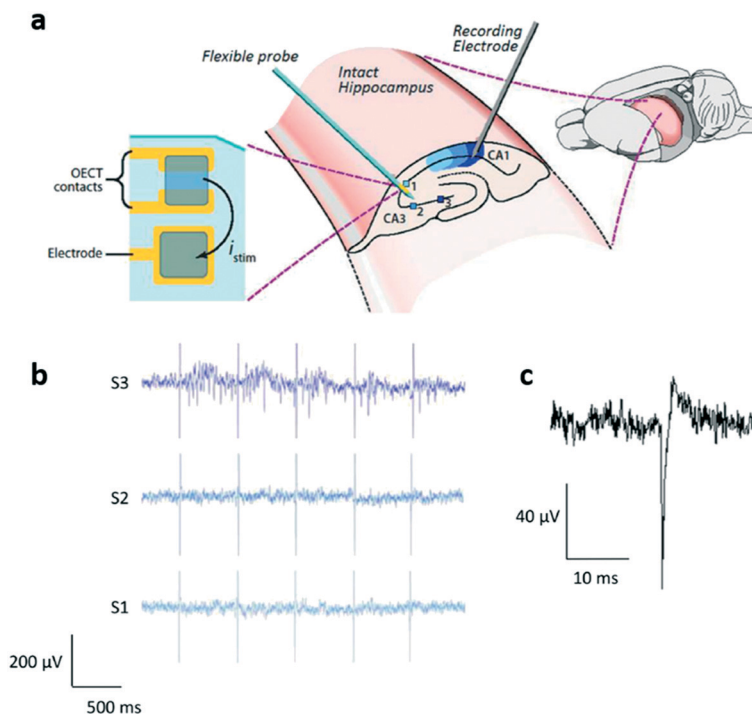 a
Flexible probe
Recording
Electrode
Intact
Hippocampus
OECT
contacts
Electrode
i stim
1
2
3
CA1
CA3
b
S3
S2
S1
200 µV
500 ms
c
40 µV
10 ms